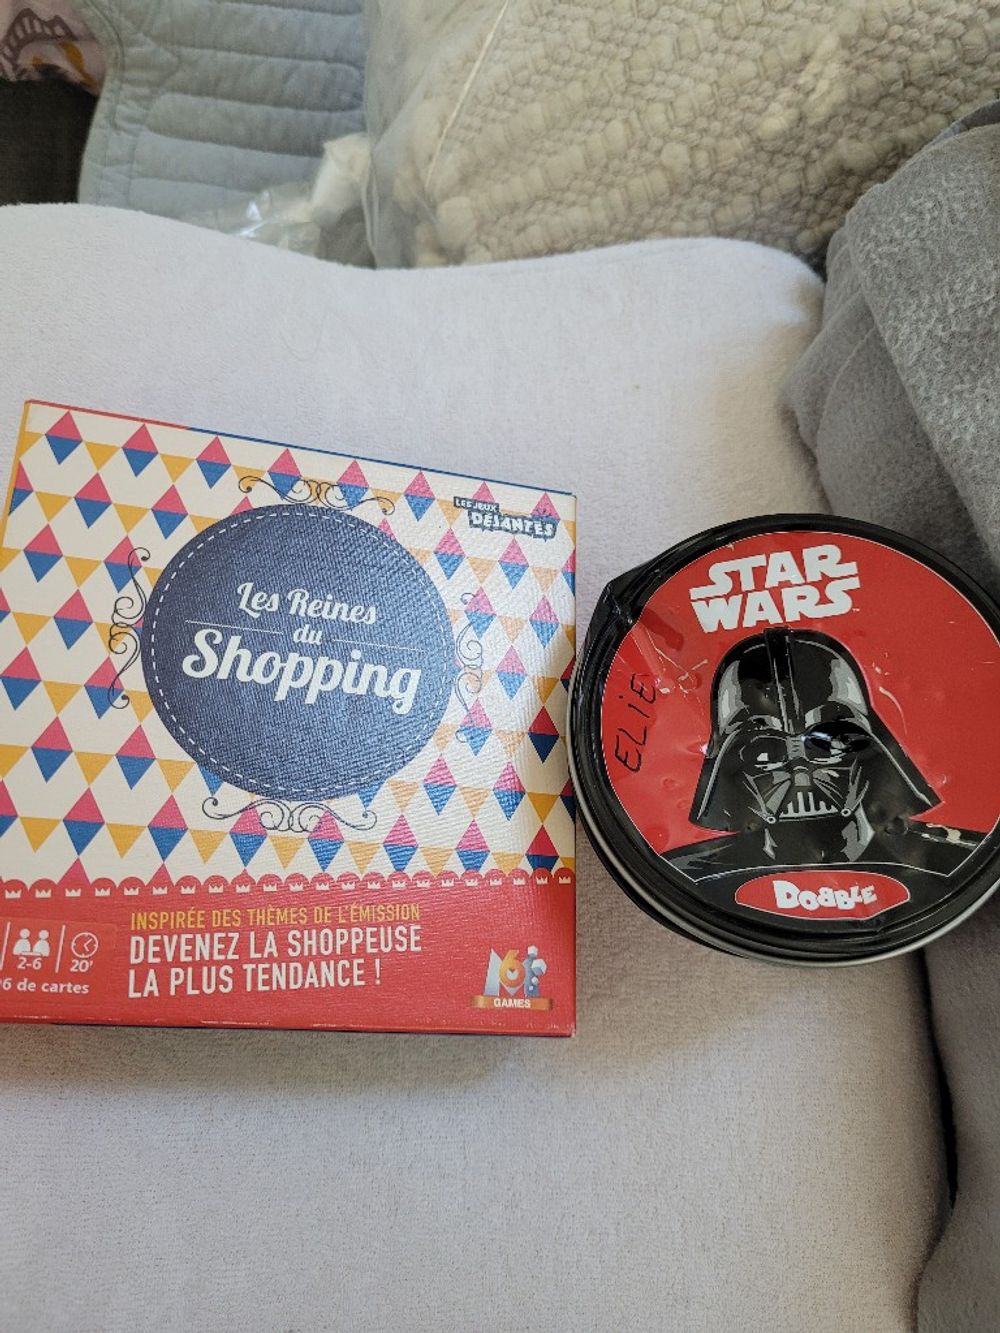 LES JEUX
DÉJANTÉS
Les Reines
du
Shopping
INSPIRÉE DES THÈMES DE L'ÉMISSION
DEVENEZ LA SHOPPEUSE
LA PLUS TENDANCE !
2-6
20'
6 de cartes
M6
GAMES
STAR
WARS
ELIE
DOBBLE